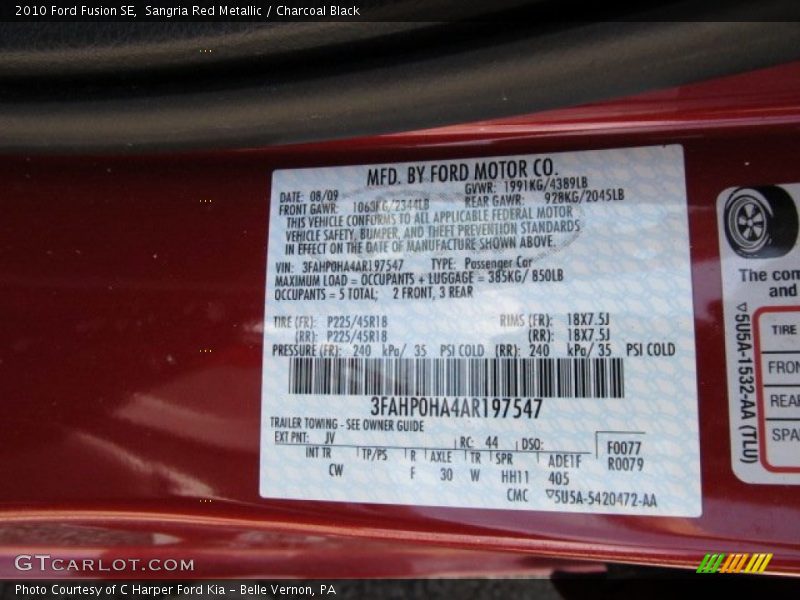 2010 Ford Fusion SE, Sangria Red Metallic / Charcoal Black
MFD. BY FORD MOTOR CO.
DATE: 08/09 GVWR: 1991KG/4389LB
FRONT GAWR: 1063KG/2344LB REAR GAWR: 928KG/2045LB
THIS VEHICLE CONFORMS TO ALL APPLICABLE FEDERAL MOTOR
VEHICLE SAFETY, BUMPER, AND THEFT PREVENTION STANDARDS
IN EFFECT ON THE DATE OF MANUFACTURE SHOWN ABOVE.
VIN: 3FAHP0HA4AR197547 TYPE: Passenger Car
MAXIMUM LOAD = OCCUPANTS + LUGGAGE = 385KG/ 850LB
OCCUPANTS = 5 TOTAL; 2 FRONT, 3 REAR
TIRE (FR): P225/45R18 RIMS (FR): 18X7.5J
(RR): P225/45R18 (RR): 18X7.5J
PRESSURE (FR): 240 kPa/ 35 PSI COLD (RR): 240 kPa/ 35 PSI COLD
3FAHP0HA4AR197547
TRAILER TOWING - SEE OWNER GUIDE
EXT PNT: JV RC: 44 DSO: F0077
INT TR TP/PS R AXLE TR SPR ADE1F R0079
CW F 30 W HH11 405
CMC 5U5A-5420472-AA
The com
and
5U5A-1532-AA (TLU)
TIRE
FRON
REAR
SPA
GTCARLOT.COM
Photo Courtesy of C Harper Ford Kia - Belle Vernon, PA